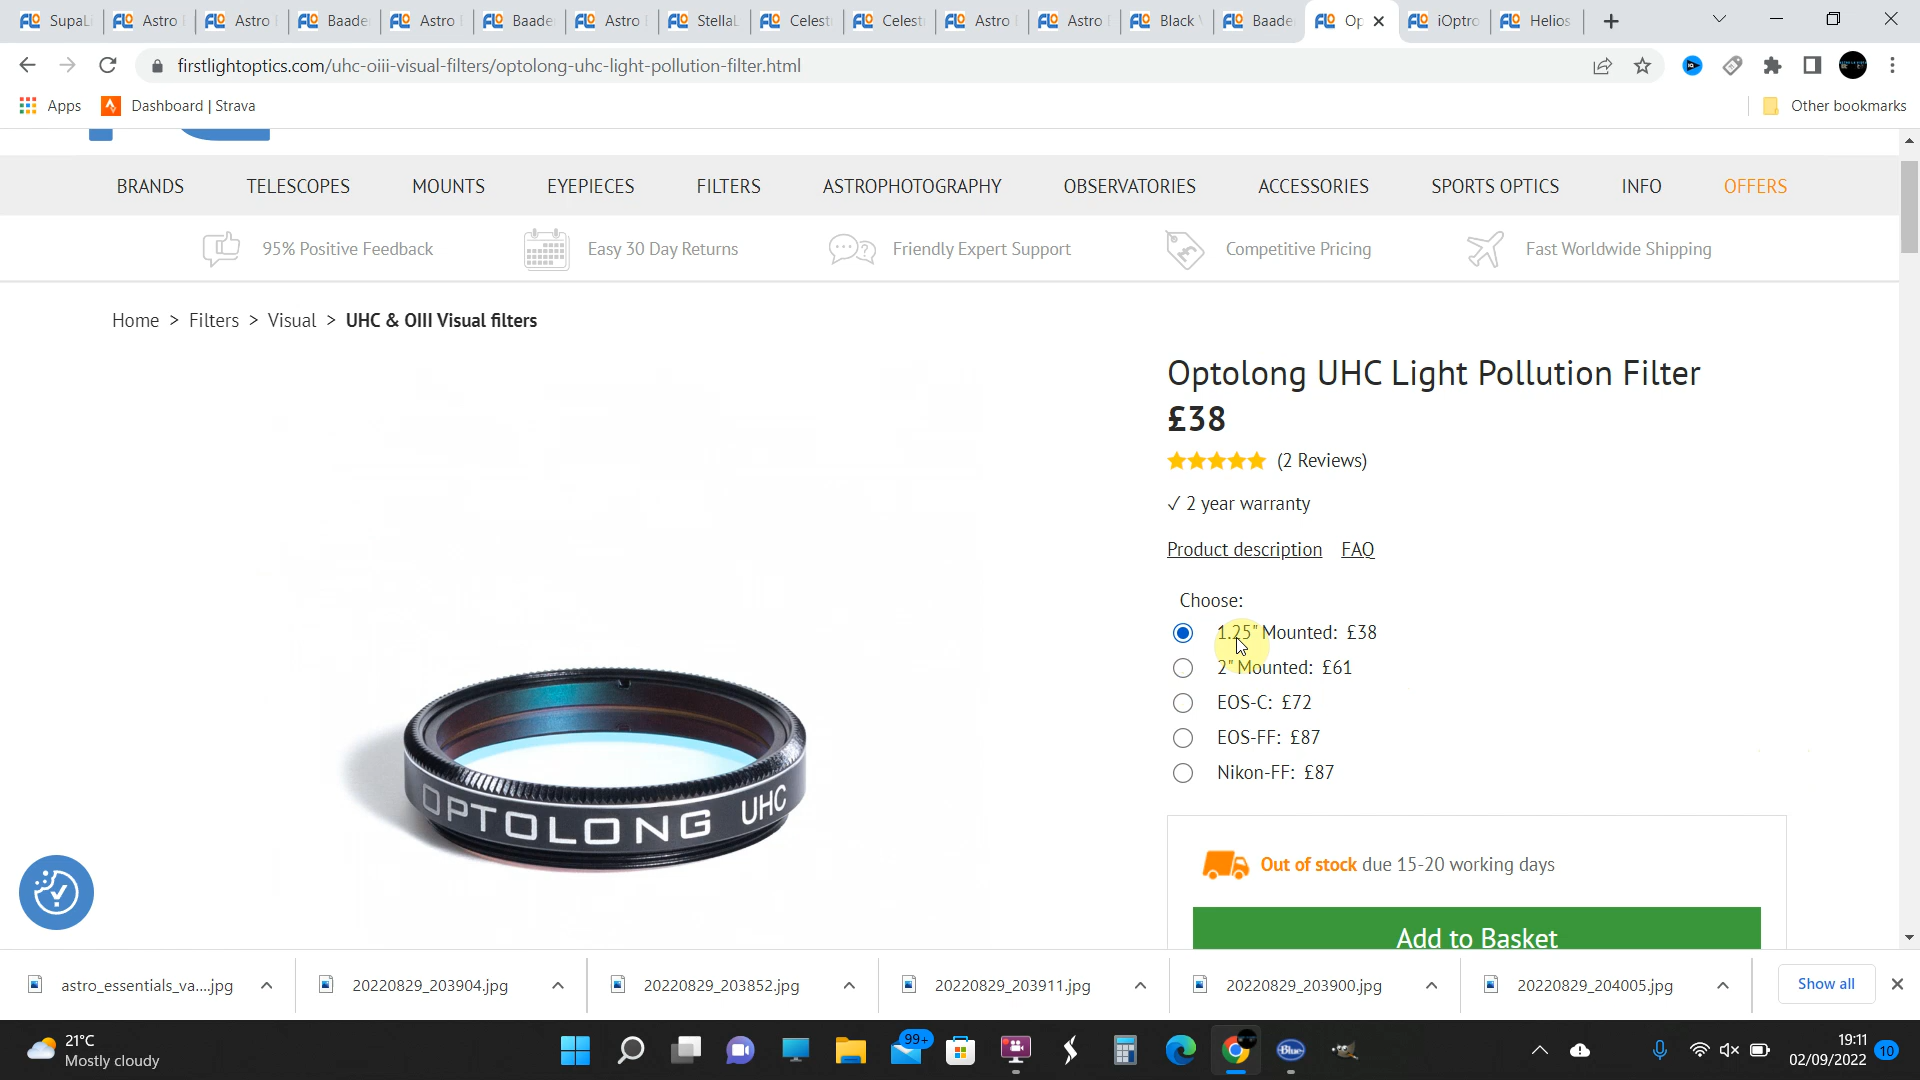 SupaL
Astro
Astro
Baade
Astro
Baade
Astro
StellaL
Celest
Celest
Astro
Astro
Black
Baade
Op
iOptro
Helios
firstlightoptics.com/uhc-oiii-visual-filters/optolong-uhc-light-pollution-filter.html
Apps
Dashboard | Strava
Other bookmarks
BRANDS TELESCOPES MOUNTS EYEPIECES FILTERS ASTROPHOTOGRAPHY OBSERVATORIES ACCESSORIES SPORTS OPTICS INFO OFFERS
95% Positive Feedback Easy 30 Day Returns Friendly Expert Support Competitive Pricing Fast Worldwide Shipping
Home > Filters > Visual > UHC & OIII Visual filters
Optolong UHC Light Pollution Filter
£38
(2 Reviews)
✓ 2 year warranty
Product description FAQ
Choose:
1.25" Mounted: £38
2" Mounted: £61
EOS-C: £72
EOS-FF: £87
Nikon-FF: £87
OPTOLONG UHC
Out of stock due 15-20 working days
Add to Basket
astro_essentials_va....jpg
20220829_203904.jpg
20220829_203852.jpg
20220829_203911.jpg
20220829_203900.jpg
20220829_204005.jpg
Show all
21°C
Mostly cloudy
99+
Blue
19:11
02/09/2022
10